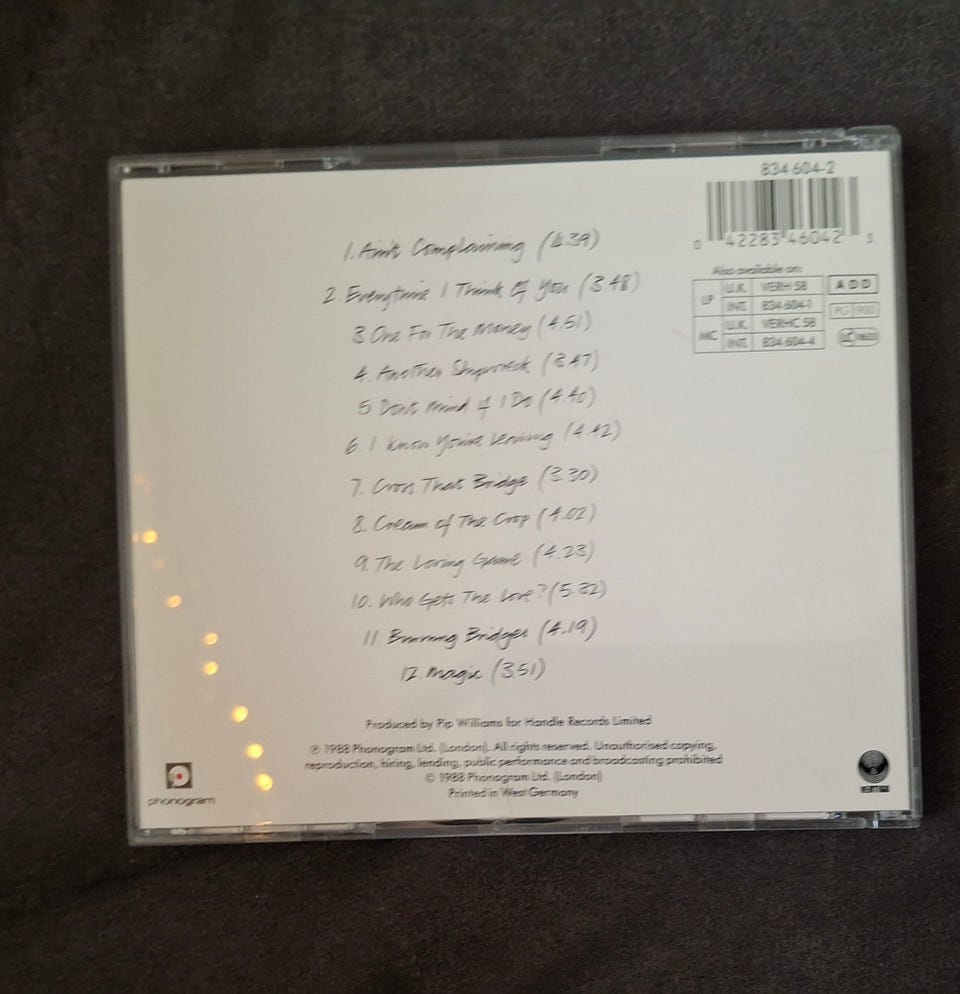 834 604-2
0 42283 46042 3
1. Ain't Complaining (6.39)
2 Everytime I Think Of You (3.48)
3 One For The Money (4.51)
4. Another Shipwreck (3.47)
5 Don't Mind If I Do (4.40)
6. I Know You're Leaving (4.42)
7. Cross That Bridge (3.30)
8. Cream of The Crop (4.02)
9. The Loving Game (4.23)
10. Who Gets The Love? (5.32)
11 Burning Bridges (4.19)
12. Magic (3.51)
Also available on:
LP U.K. VERH 58
INT. 834 604-1
MC U.K. VERHC 58
INT. 834 604-4
ADD
PG 900
LC 0633
Produced by Pip Williams for Handle Records Limited
℗ 1988 Phonogram Ltd. (London). All rights reserved. Unauthorised copying,
reproduction, hiring, lending, public performance and broadcasting prohibited
© 1988 Phonogram Ltd. (London)
Printed in West Germany
phonogram